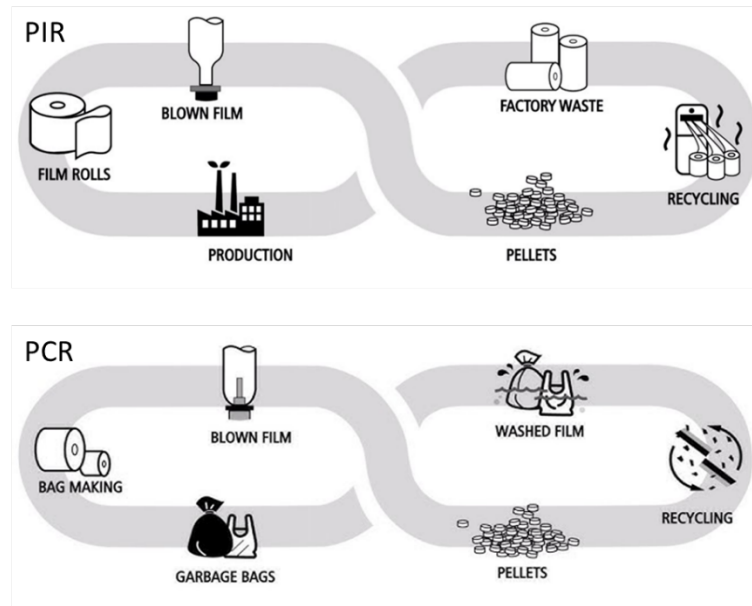 PIR
BLOWN FILM
FACTORY WASTE
FILM ROLLS
RECYCLING
PRODUCTION
PELLETS
PCR
BLOWN FILM
WASHED FILM
BAG MAKING
RECYCLING
GARBAGE BAGS
PELLETS